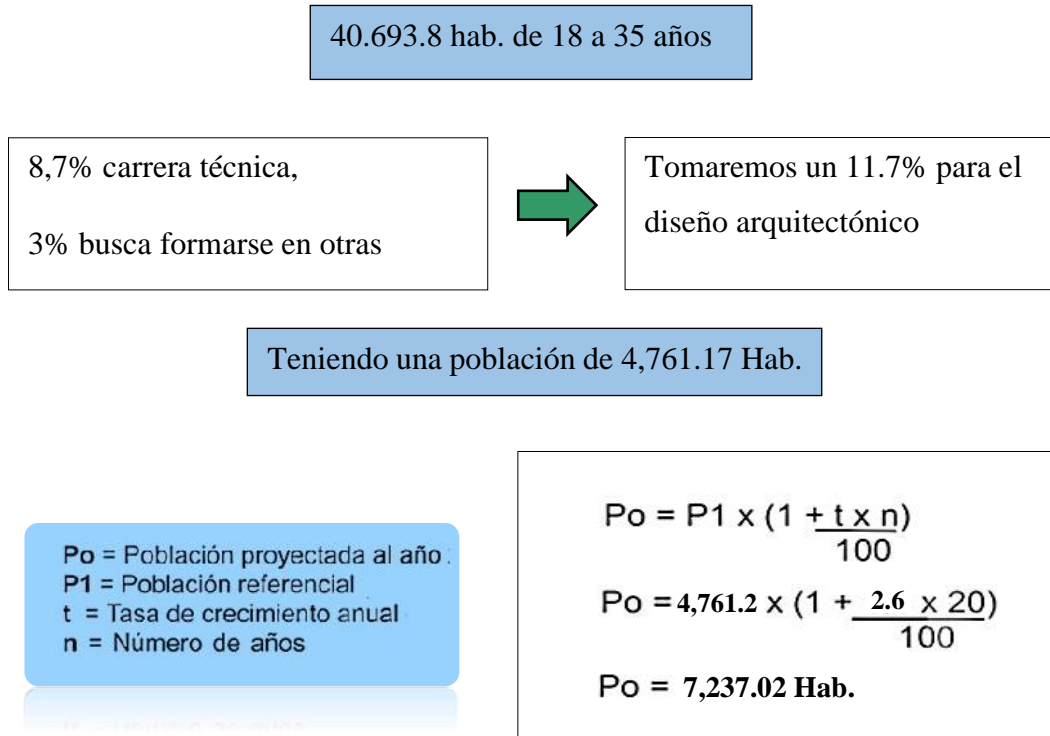 40.693.8 hab. de 18 a 35 años
8,7% carrera técnica,
3% busca formarse en otras
Tomaremos un 11.7% para el
diseño arquitectónico
Teniendo una población de 4,761.17 Hab.
Po = Población proyectada al año :
P1 = Población referencial
t = Tasa de crecimiento anual
n = Número de años
Po = P1 x (1 + t x n)
100
Po = 4,761.2 x (1 + 2.6 x 20)
100
Po = 7,237.02 Hab.